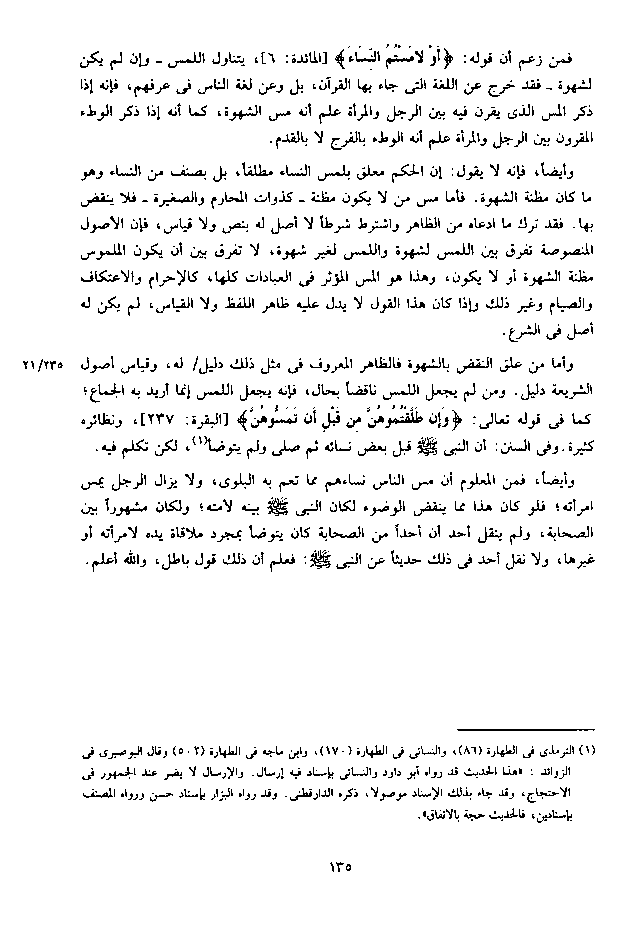 فمن زعم أن قوله: ﴿أَوْ لامَسْتُمُ النِّسَاءَ﴾ [المائدة: ٦]، يتناول اللمس ـ وإن لم يكن
لشهوة ـ فقد خرج عن اللغة التى جاء بها القرآن، بل وعن لغة الناس فى عرفهم، فإنه إذا
ذكر المس الذى يقرن فيه بين الرجل والمرأة علم أنه مس الشهوة، كما أنه إذا ذكر الوطء
المقرون بين الرجل والمرأة علم أنه الوطء بالفرج لا بالقدم.
وأيضاً، فإنه لا يقول: إن الحكم معلق بلمس النساء مطلقاً، بل بصنف من النساء وهو
ما كان مظنة الشهوة. فأما مس من لا يكون مظنة ـ كذوات المحارم والصغيرة ـ فلا ينقض
بها. فقد ترك ما ادعاه من الظاهر واشترط شرطاً لا أصل له بنص ولا قياس، فإن الأصول
المنصوصة تفرق بين اللمس لشهوة واللمس لغير شهوة، لا تفرق بين أن يكون الملموس
مظنة الشهوة أو لا يكون، وهذا هو المس المؤثر فى العبادات كلها، كالإحرام والاعتكاف
والصيام وغير ذلك وإذا كان هذا القول لا يدل عليه ظاهر اللفظ ولا القياس، لم يكن له
أصل فى الشرع.
وأما من علق النقض بالشهوة فالظاهر المعروف فى مثل ذلك دليل/ له، وقياس أصول ٢١/٢٣٥
الشريعة دليل. ومن لم يجعل اللمس ناقضاً بحال، فإنه يجعل اللمس إنما أريد به الجماع؛
كما فى قوله تعالى: ﴿وَإِن طَلَّقْتُمُوهُنَّ مِن قَبْلِ أَن تَمَسُّوهُنَّ﴾ [البقرة: ٢٣٧]، ونظائره
كثيرة. وفى السنن: أن النبى ﷺ قبل بعض نسائه ثم صلى ولم يتوضأ(١)، لكن تكلم فيه.
وأيضاً، فمن المعلوم أن مس الناس نساءهم مما تعم به البلوى، ولا يزال الرجل يمس
امرأته؛ فلو كان هذا مما ينقض الوضوء لكان النبى ﷺ بينه لأمته؛ ولكان مشهوراً بين
الصحابة، ولم ينقل أحد أن أحداً من الصحابة كان يتوضأ بمجرد ملاقاة يده لامرأته أو
غيرها، ولا نقل أحد فى ذلك حديثاً عن النبى ﷺ: فعلم أن ذلك قول باطل، والله أعلم.
(١) الترمذى فى الطهارة (٨٦)، والنسائى فى الطهارة (١٧٠)، وابن ماجه فى الطهارة (٥٠٢) وقال البوصيرى فى
الزوائد : «هذا الحديث قد رواه أبو داود والنسائى بإسناد فيه إرسال. والإرسال لا يضر عند الجمهور فى
الاحتجاج، وقد جاء بذلك الإسناد موصولا، ذكره الدارقطنى. وقد رواه البزار بإسناد حسن ورواه المصنف
بإسنادين، فالحديث حجة بالاتفاق».
١٣٥